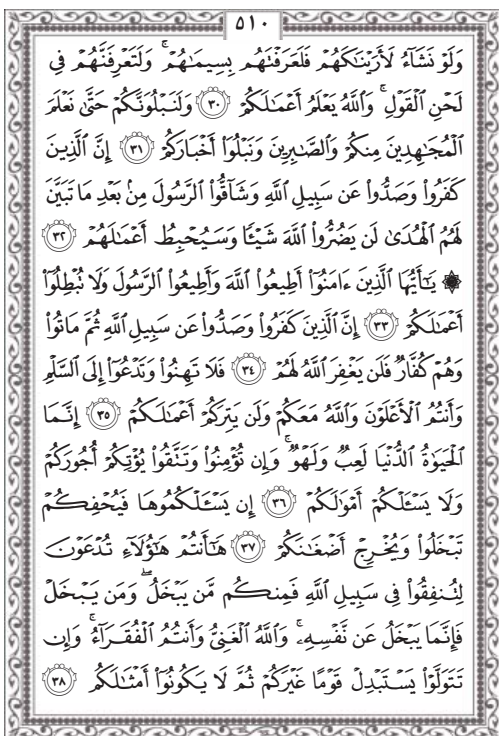 ٥١٠
وَلَوْ نَشَآءُ لَأَرَيْنَٰكَهُمْ فَلَعَرَفْتَهُم بِسِيمَٰهُمْ ۚ وَلَتَعْرِفَنَّهُمْ فِى
لَحْنِ ٱلْقَوْلِ ۚ وَٱللَّهُ يَعْلَمُ أَعْمَٰلَكُمْ ٣٠ وَلَنَبْلُوَنَّكُمْ حَتَّىٰ نَعْلَمَ
ٱلْمُجَٰهِدِينَ مِنكُمْ وَٱلصَّٰبِرِينَ وَنَبْلُوَا۟ أَخْبَارَكُمْ ٣١ إِنَّ ٱلَّذِينَ
كَفَرُوا۟ وَصَدُّوا۟ عَن سَبِيلِ ٱللَّهِ وَشَآقُّوا۟ ٱلرَّسُولَ مِنۢ بَعْدِ مَا تَبَيَّنَ
لَهُمُ ٱلْهُدَىٰ لَن يَضُرُّوا۟ ٱللَّهَ شَيْـًٔا وَسَيُحْبِطُ أَعْمَٰلَهُمْ ٣٢
۞ يَٰٓأَيُّهَا ٱلَّذِينَ ءَامَنُوٓا۟ أَطِيعُوا۟ ٱللَّهَ وَأَطِيعُوا۟ ٱلرَّسُولَ وَلَا تُبْطِلُوٓا۟
أَعْمَٰلَكُمْ ٣٣ إِنَّ ٱلَّذِينَ كَفَرُوا۟ وَصَدُّوا۟ عَن سَبِيلِ ٱللَّهِ ثُمَّ مَاتُوا۟
وَهُمْ كُفَّارٌ فَلَن يَغْفِرَ ٱللَّهُ لَهُمْ ٣٤ فَلَا تَهِنُوا۟ وَتَدْعُوٓا۟ إِلَى ٱلسَّلْمِ
وَأَنتُمُ ٱلْأَعْلَوْنَ وَٱللَّهُ مَعَكُمْ وَلَن يَتِرَكُمْ أَعْمَٰلَكُمْ ٣٥ إِنَّمَا
ٱلْحَيَوٰةُ ٱلدُّنْيَا لَعِبٌ وَلَهْوٌ ۚ وَإِن تُؤْمِنُوا۟ وَتَتَّقُوا۟ يُؤْتِكُمْ أُجُورَكُمْ
وَلَا يَسْـَٔلْكُمْ أَمْوَٰلَكُمْ ٣٦ إِن يَسْـَٔلْكُمُوهَا فَيُحْفِكُمْ
تَبْخَلُوا۟ وَيُخْرِجْ أَضْغَٰنَكُمْ ٣٧ هَٰٓأَنتُمْ هَٰٓؤُلَآءِ تُدْعَوْنَ
لِتُنفِقُوا۟ فِى سَبِيلِ ٱللَّهِ فَمِنكُم مَّن يَبْخَلُ ۖ وَمَن يَبْخَلْ
فَإِنَّمَا يَبْخَلُ عَن نَّفْسِهِۦ ۚ وَٱللَّهُ ٱلْغَنِىُّ وَأَنتُمُ ٱلْفُقَرَآءُ ۚ وَإِن
تَتَوَلَّوْا۟ يَسْتَبْدِلْ قَوْمًا غَيْرَكُمْ ثُمَّ لَا يَكُونُوٓا۟ أَمْثَٰلَكُم ٣٨